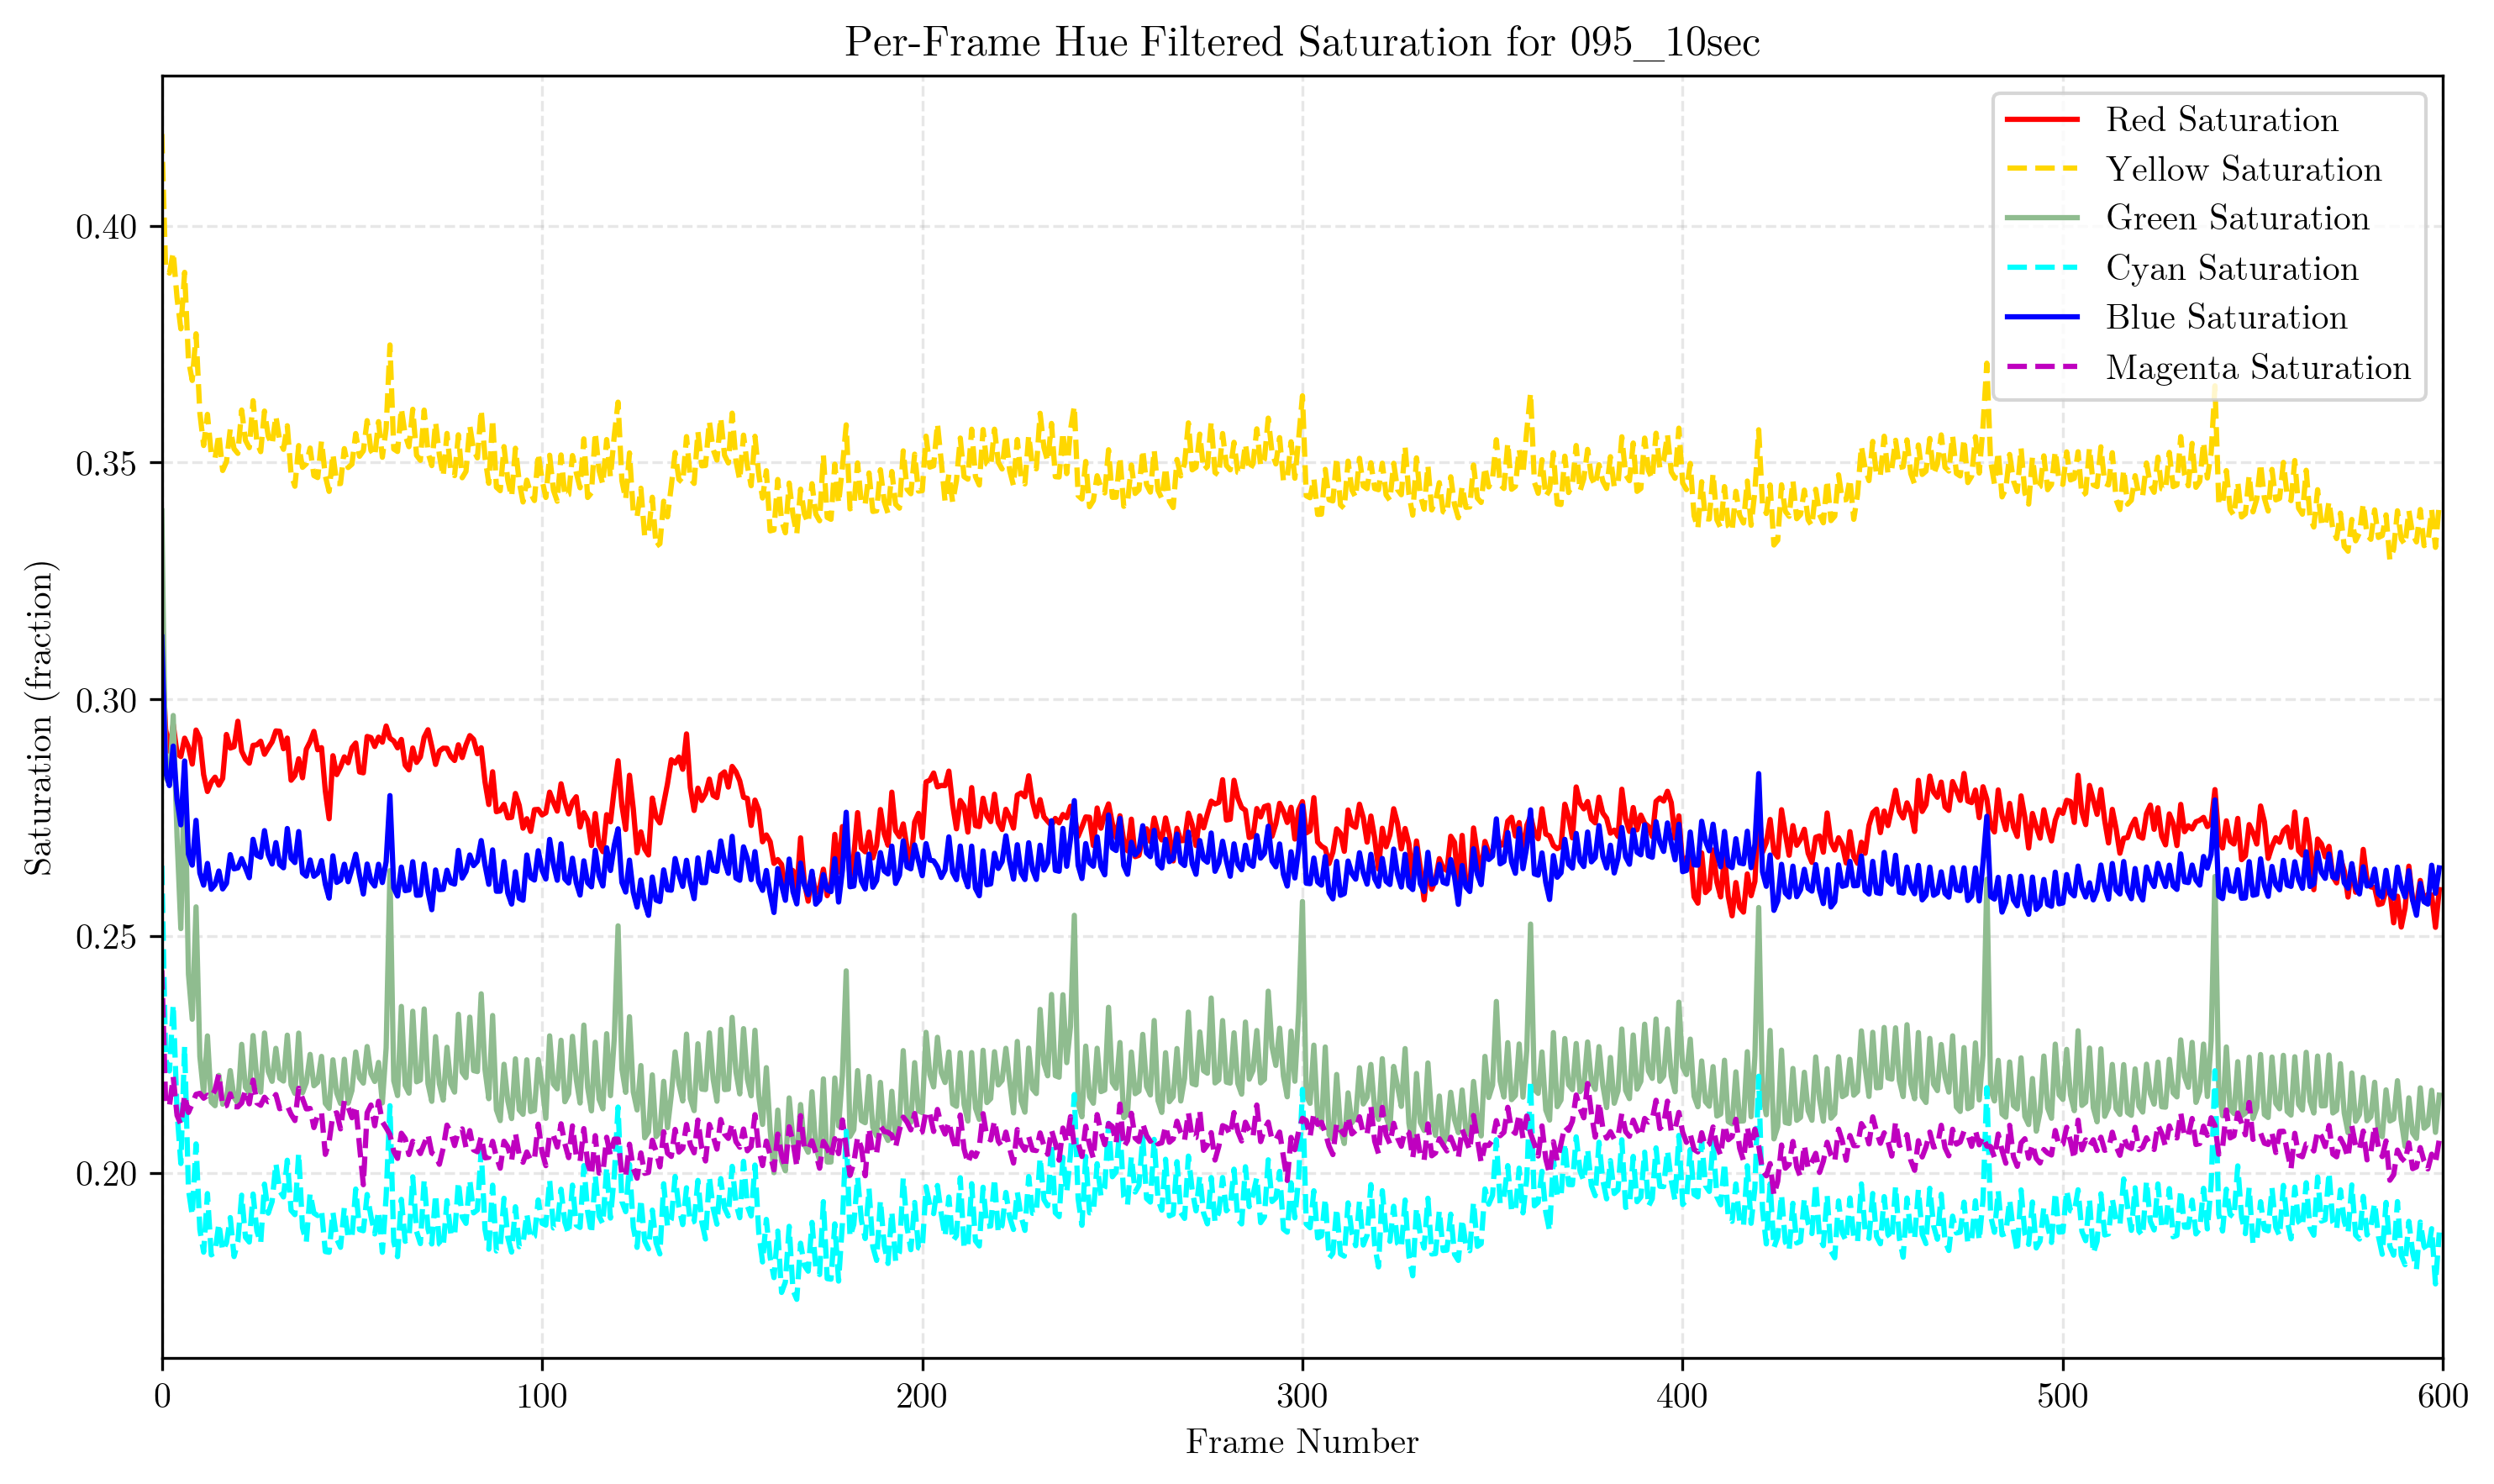 Per-Frame Hue Filtered Saturation for 095_10sec
Red Saturation
Yellow Saturation
Green Saturation
Cyan Saturation
Blue Saturation
Magenta Saturation
Saturation (fraction)
0.40
0.35
0.30
0.25
0.20
0 100 200 300 400 500 600
Frame Number